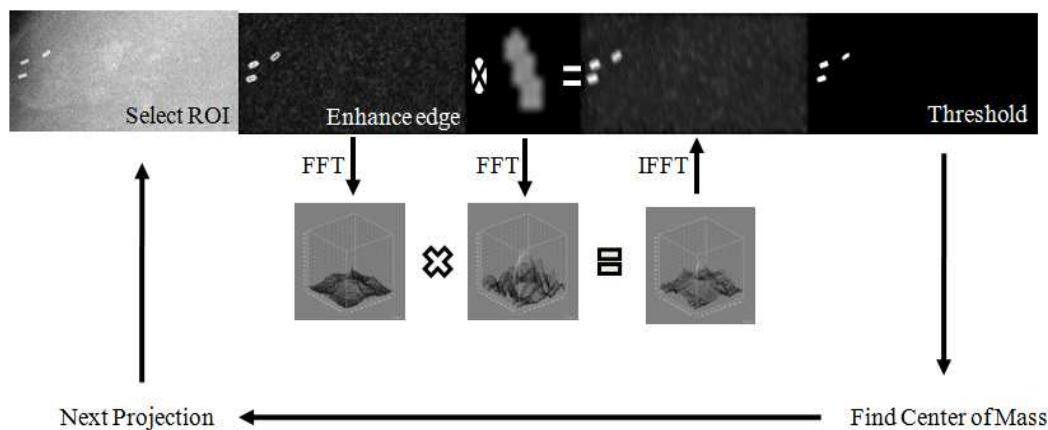 Select ROI
Enhance edge
Threshold
FFT
FFT
IFFT
Next Projection
Find Center of Mass